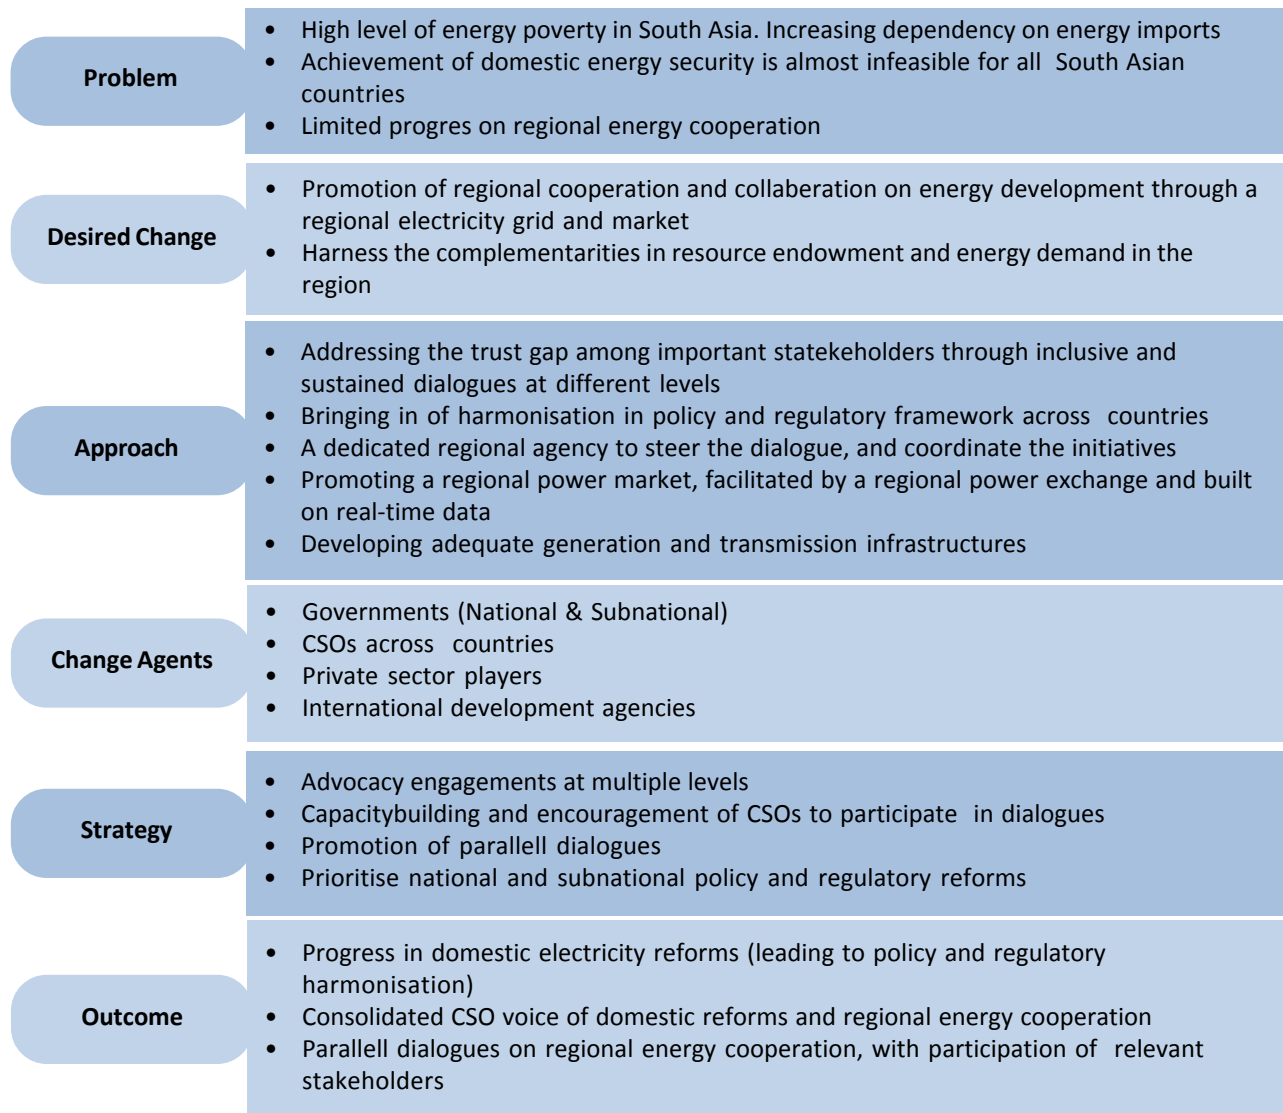 Problem
• High level of energy poverty in South Asia. Increasing dependency on energy imports
• Achievement of domestic energy security is almost infeasible for all South Asian
countries
• Limited progres on regional energy cooperation
Desired Change
• Promotion of regional cooperation and collaberation on energy development through a
regional electricity grid and market
• Harness the complementarities in resource endowment and energy demand in the
region
Approach
• Addressing the trust gap among important statekeholders through inclusive and
sustained dialogues at different levels
• Bringing in of harmonisation in policy and regulatory framework across countries
• A dedicated regional agency to steer the dialogue, and coordinate the initiatives
• Promoting a regional power market, facilitated by a regional power exchange and built
on real-time data
• Developing adequate generation and transmission infrastructures
Change Agents
• Governments (National & Subnational)
• CSOs across countries
• Private sector players
• International development agencies
Strategy
• Advocacy engagements at multiple levels
• Capacitybuilding and encouragement of CSOs to participate in dialogues
• Promotion of parallell dialogues
• Prioritise national and subnational policy and regulatory reforms
Outcome
• Progress in domestic electricity reforms (leading to policy and regulatory
harmonisation)
• Consolidated CSO voice of domestic reforms and regional energy cooperation
• Parallell dialogues on regional energy cooperation, with participation of relevant
stakeholders